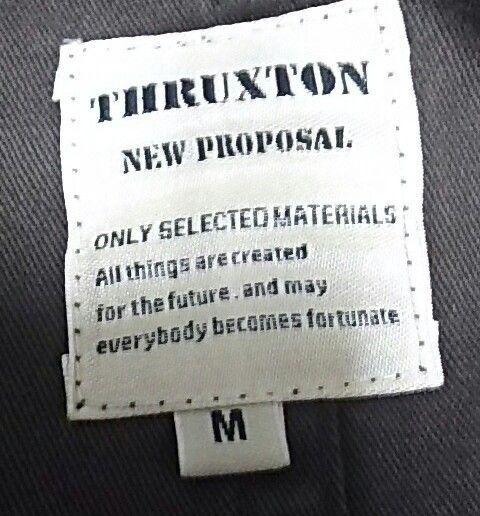 THRUXTON
NEW PROPOSAL
ONLY SELECTED MATERIALS
All things are created
for the future. and may
everybody becomes fortunate
M